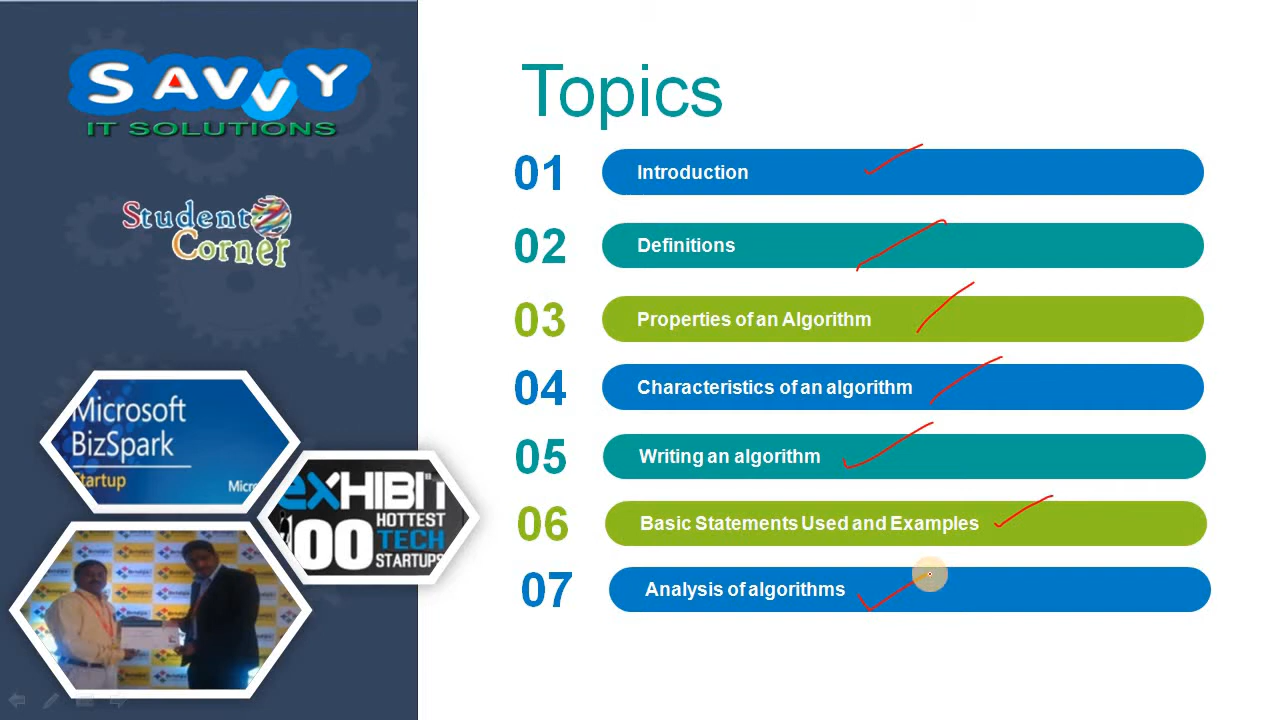 SAVVY
IT SOLUTIONS
Student
Corner
Microsoft
BizSpark
Startup
Micro
eXHIBIT
100
HOTTEST
TECH
STARTUPS
Topics
01 Introduction
02 Definitions
03 Properties of an Algorithm
04 Characteristics of an algorithm
05 Writing an algorithm
06 Basic Statements Used and Examples
07 Analysis of algorithms